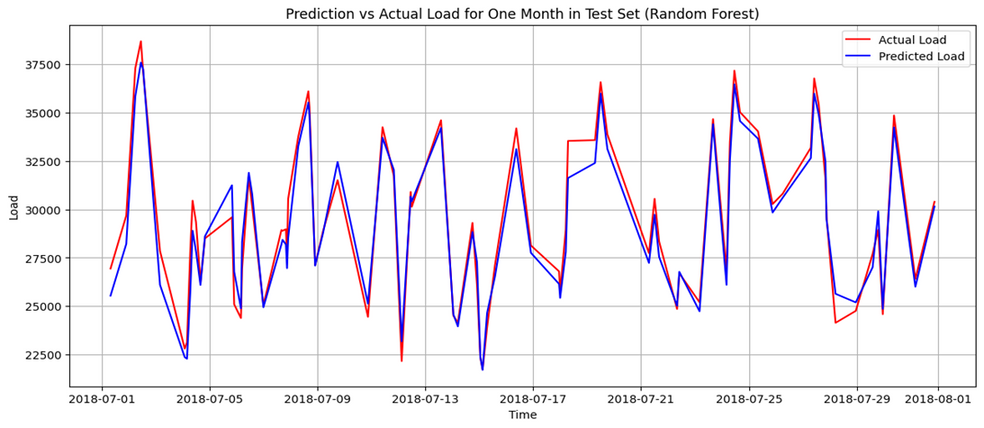 Prediction vs Actual Load for One Month in Test Set (Random Forest)
Actual Load
Predicted Load
Load
37500
35000
32500
30000
27500
25000
22500
2018-07-01 2018-07-05 2018-07-09 2018-07-13 2018-07-17 2018-07-21 2018-07-25 2018-07-29 2018-08-01
Time